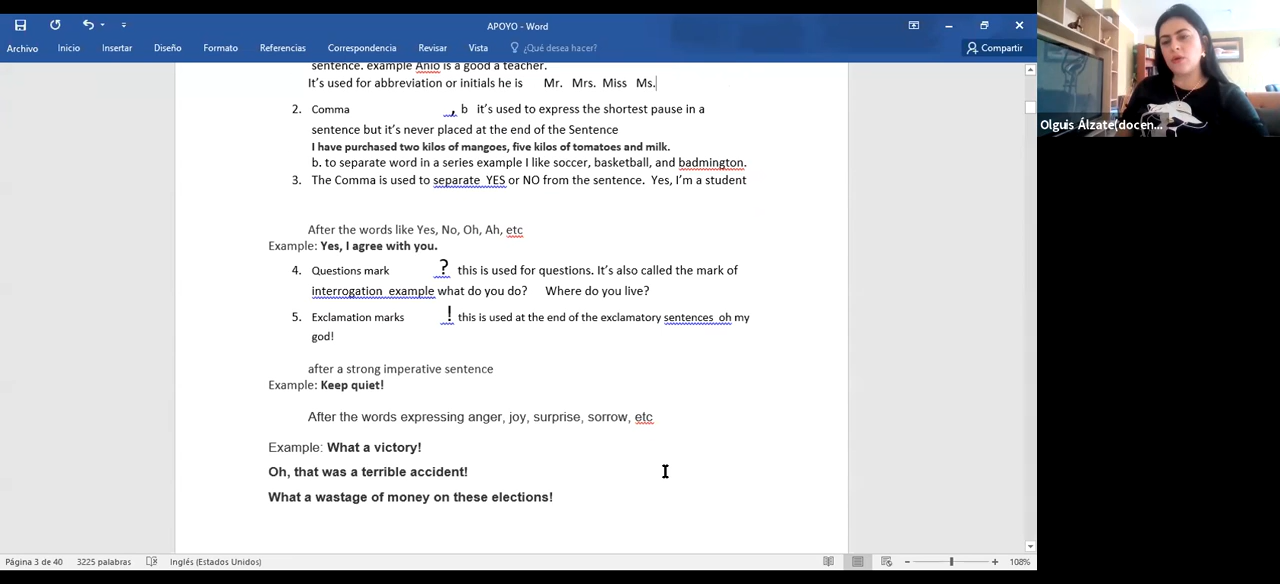 APOYO - Word
Archivo Inicio Insertar Diseño Formato Referencias Correspondencia Revisar Vista ¿Qué desea hacer? Compartir
sentence. example Anio is a good a teacher.
It's used for abbreviation or initials he is Mr. Mrs. Miss Ms.
2. Comma , b it's used to express the shortest pause in a
sentence but it's never placed at the end of the Sentence
I have purchased two kilos of mangoes, five kilos of tomatoes and milk.
b. to separate word in a series example I like soccer, basketball, and badmington.
3. The Comma is used to separate YES or NO from the sentence. Yes, I'm a student
After the words like Yes, No, Oh, Ah, etc
Example: Yes, I agree with you.
4. Questions mark ? this is used for questions. It's also called the mark of
interrogation example what do you do? Where do you live?
5. Exclamation marks ! this is used at the end of the exclamatory sentences oh my
god!
after a strong imperative sentence
Example: Keep quiet!
After the words expressing anger, joy, surprise, sorrow, etc
Example: What a victory!
Oh, that was a terrible accident!
What a wastage of money on these elections!
Página 3 de 40 3225 palabras Inglés (Estados Unidos) 108%
Olguis Álzate(docen...